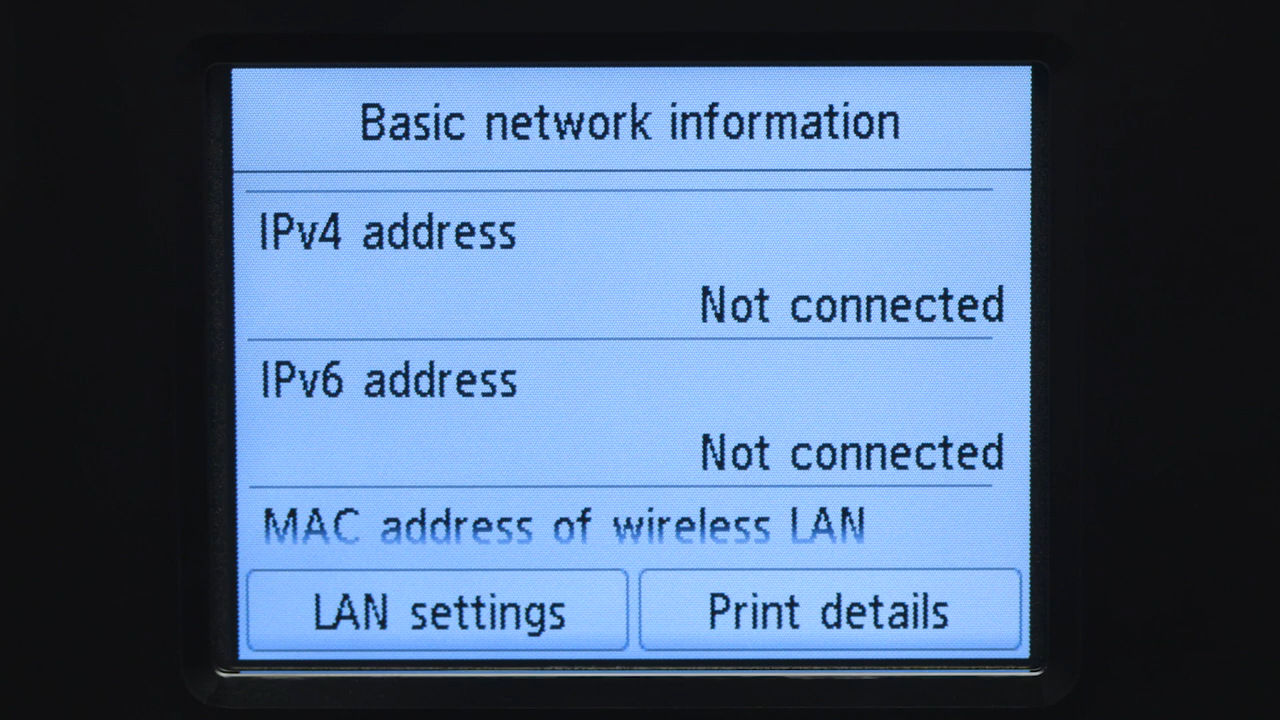 Basic network information
IPv4 address
Not connected
IPv6 address
Not connected
MAC address of wireless LAN
LAN settings
Print details